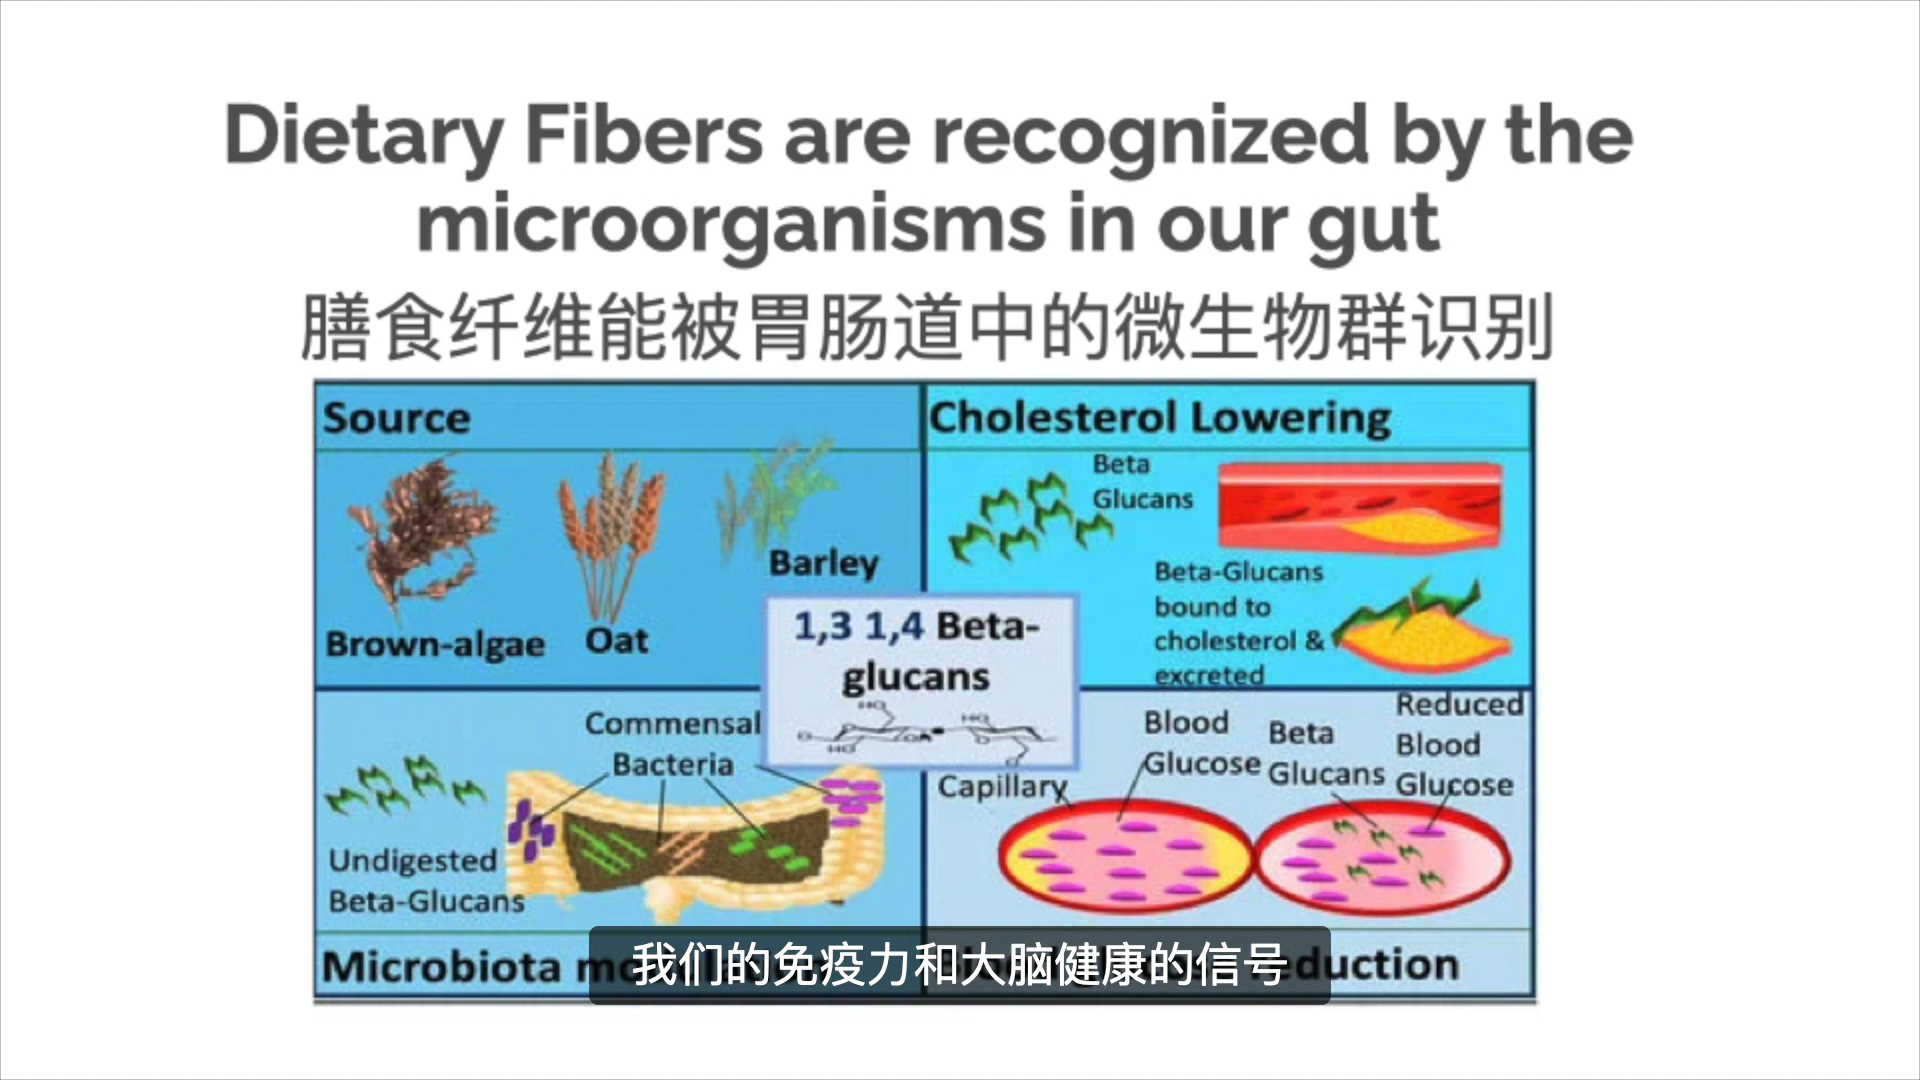 Dietary Fibers are recognized by the
microorganisms in our gut
膳食纤维能被胃肠道中的微生物群识别
Source
Brown-algae
Oat
Barley
Cholesterol Lowering
Beta
Glucans
Beta-Glucans
bound to
cholesterol &
excreted
1,3 1,4 Beta-
glucans
HO
HO
O
O
OH
HO
O
O
Commensal
Bacteria
Undigested
Beta-Glucans
Microbiota
Capillary
Blood
Glucose
Beta
Glucans
Reduced
Blood
Glucose
我们的免疫力和大脑健康的信号